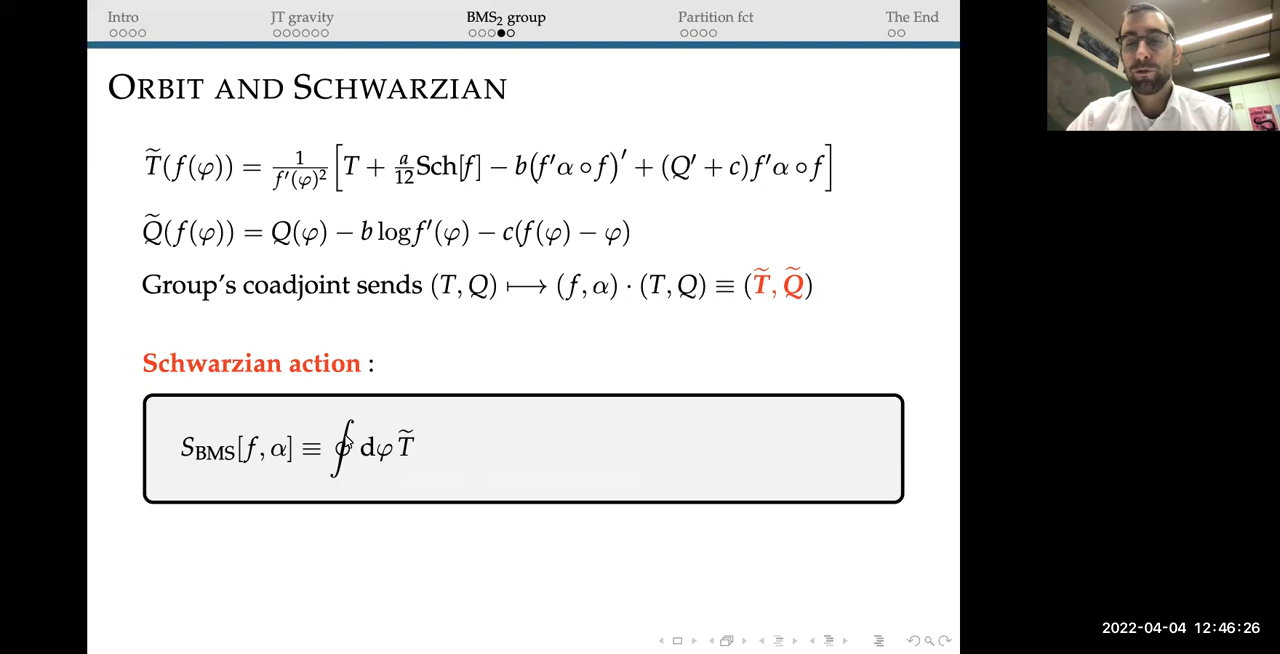 Intro JT gravity BMS₂ group Partition fct The End
ORBIT AND SCHWARZIAN
T̃(f(φ)) = 1/f′(φ)² [T + a/12 Sch[f] − b(f′α ∘ f)′ + (Q′ + c)f′α ∘ f]
Q̃(f(φ)) = Q(φ) − b log f′(φ) − c(f(φ) − φ)
Group's coadjoint sends (T, Q) ⟼ (f, α) · (T, Q) ≡ (T̃, Q̃)
Schwarzian action :
S_BMS[f, α] ≡ ∮ dφ T̃
2022-04-04 12:46:26